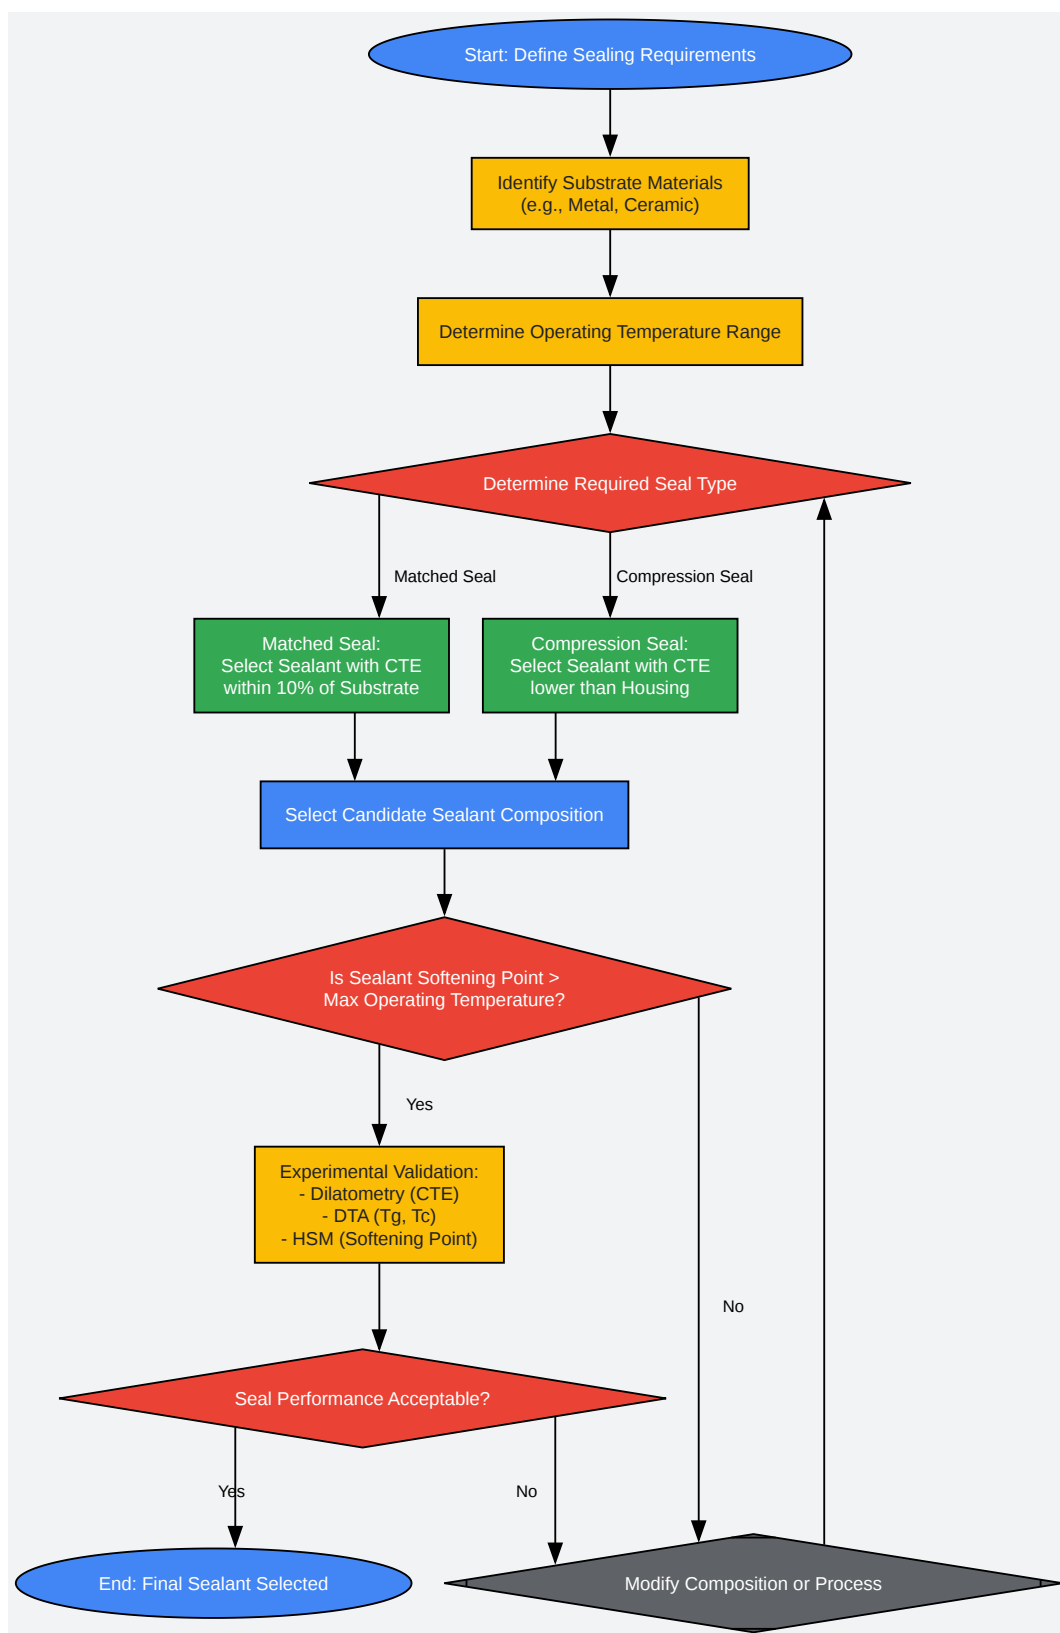 Start: Define Sealing Requirements
Identify Substrate Materials
(e.g., Metal, Ceramic)
Determine Operating Temperature Range
Determine Required Seal Type
Matched Seal
Compression Seal
Matched Seal:
Select Sealant with CTE
within 10% of Substrate
Compression Seal:
Select Sealant with CTE
lower than Housing
Select Candidate Sealant Composition
Is Sealant Softening Point >
Max Operating Temperature?
Yes
Experimental Validation:
- Dilatometry (CTE)
- DTA (Tg, Tc)
- HSM (Softening Point)
No
Seal Performance Acceptable?
Yes
No
End: Final Sealant Selected
Modify Composition or Process